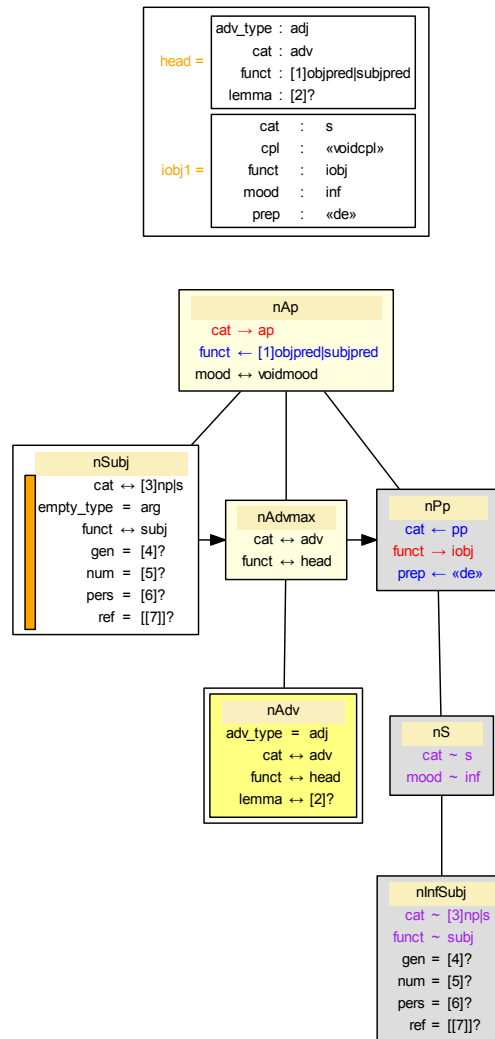 head =
adv_type : adj
cat : adv
funct : [1]objpred|subjpred
lemma : [2]?
iobj1 =
cat : s
cpl : «voidcpl»
funct : iobj
mood : inf
prep : «de»
nAp
cat → ap
funct ← [1]objpred|subjpred
mood ↔ voidmood
nSubj
cat ↔ [3]np|s
empty_type = arg
funct ↔ subj
gen = [4]?
num = [5]?
pers = [6]?
ref = [[7]]?
nAdvmax
cat ↔ adv
funct ↔ head
nPp
cat ← pp
funct → iobj
prep ← «de»
nAdv
adv_type = adj
cat ↔ adv
funct ↔ head
lemma ↔ [2]?
nS
cat ~ s
mood ~ inf
nInfSubj
cat ~ [3]np|s
funct ~ subj
gen = [4]?
num = [5]?
pers = [6]?
ref = [[7]]?